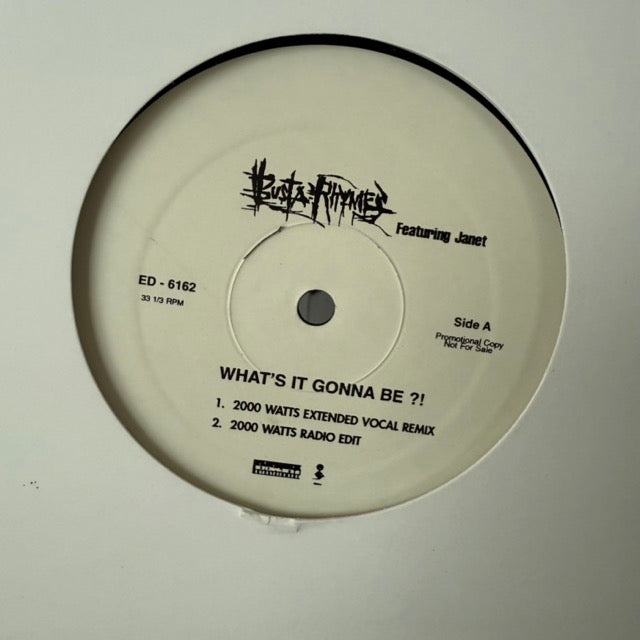 Busta Rhymes
Featuring Janet
ED - 6162
33 1/3 RPM
Side A
Promotional Copy
Not For Sale
WHAT'S IT GONNA BE ?!
1. 2000 WATTS EXTENDED VOCAL REMIX
2. 2000 WATTS RADIO EDIT